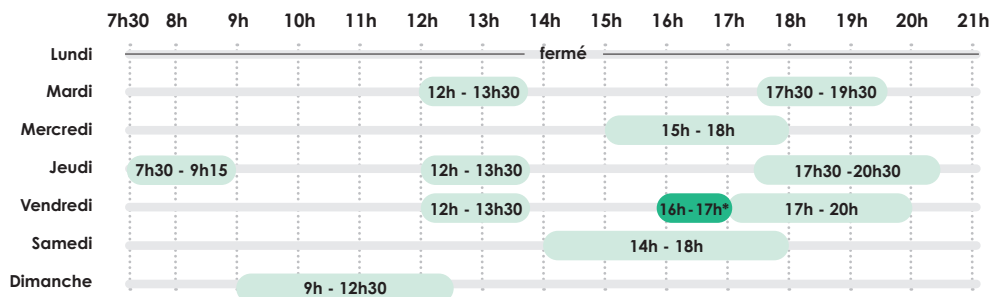 7h30 8h 9h 10h 11h 12h 13h 14h 15h 16h 17h 18h 19h 20h 21h
Lundi fermé
Mardi 12h - 13h30 17h30 - 19h30
Mercredi 15h - 18h
Jeudi 7h30 - 9h15 12h - 13h30 17h30 -20h30
Vendredi 12h - 13h30 16h - 17h* 17h - 20h
Samedi 14h - 18h
Dimanche 9h - 12h30